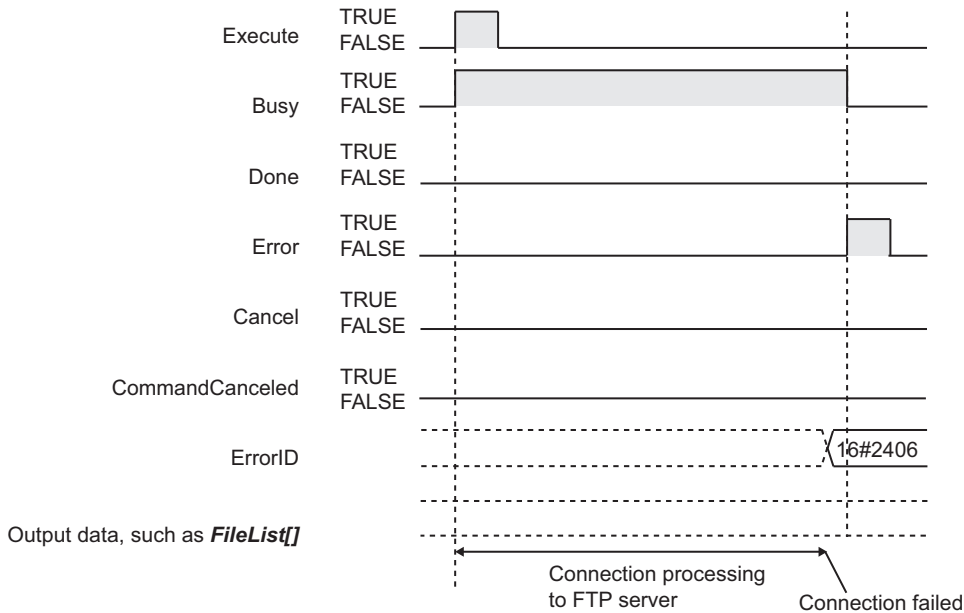 Execute TRUE
FALSE
Busy TRUE
FALSE
Done TRUE
FALSE
Error TRUE
FALSE
Cancel TRUE
FALSE
CommandCanceled TRUE
FALSE
ErrorID 16#2406
Output data, such as FileList[]
Connection processing
to FTP server
Connection failed